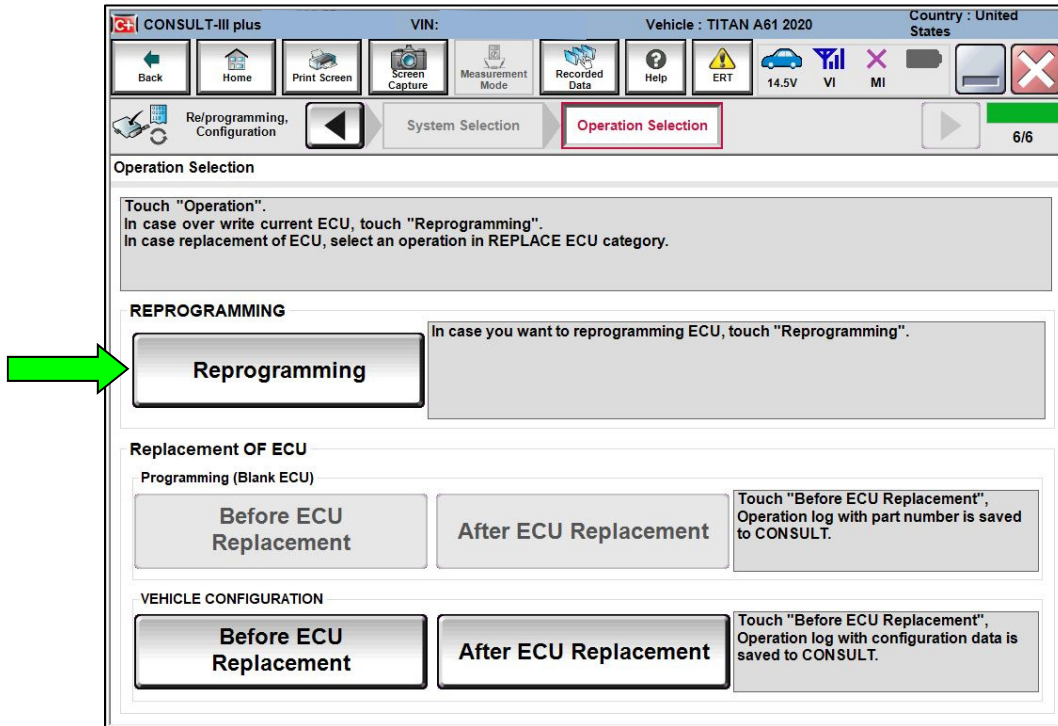 C+ CONSULT-III plus
VIN:
Vehicle : TITAN A61 2020
Country : United
States
Back
Home
Print Screen
Screen
Capture
Measurement
Mode
Recorded
Data
Help
ERT
14.5V
VI
MI
Re/programming,
Configuration
System Selection
Operation Selection
6/6
Operation Selection
Touch "Operation".
In case over write current ECU, touch "Reprogramming".
In case replacement of ECU, select an operation in REPLACE ECU category.
REPROGRAMMING
Reprogramming
In case you want to reprogramming ECU, touch "Reprogramming".
Replacement OF ECU
Programming (Blank ECU)
Before ECU
Replacement
After ECU Replacement
Touch "Before ECU Replacement",
Operation log with part number is saved
to CONSULT.
VEHICLE CONFIGURATION
Before ECU
Replacement
After ECU Replacement
Touch "Before ECU Replacement",
Operation log with configuration data is
saved to CONSULT.